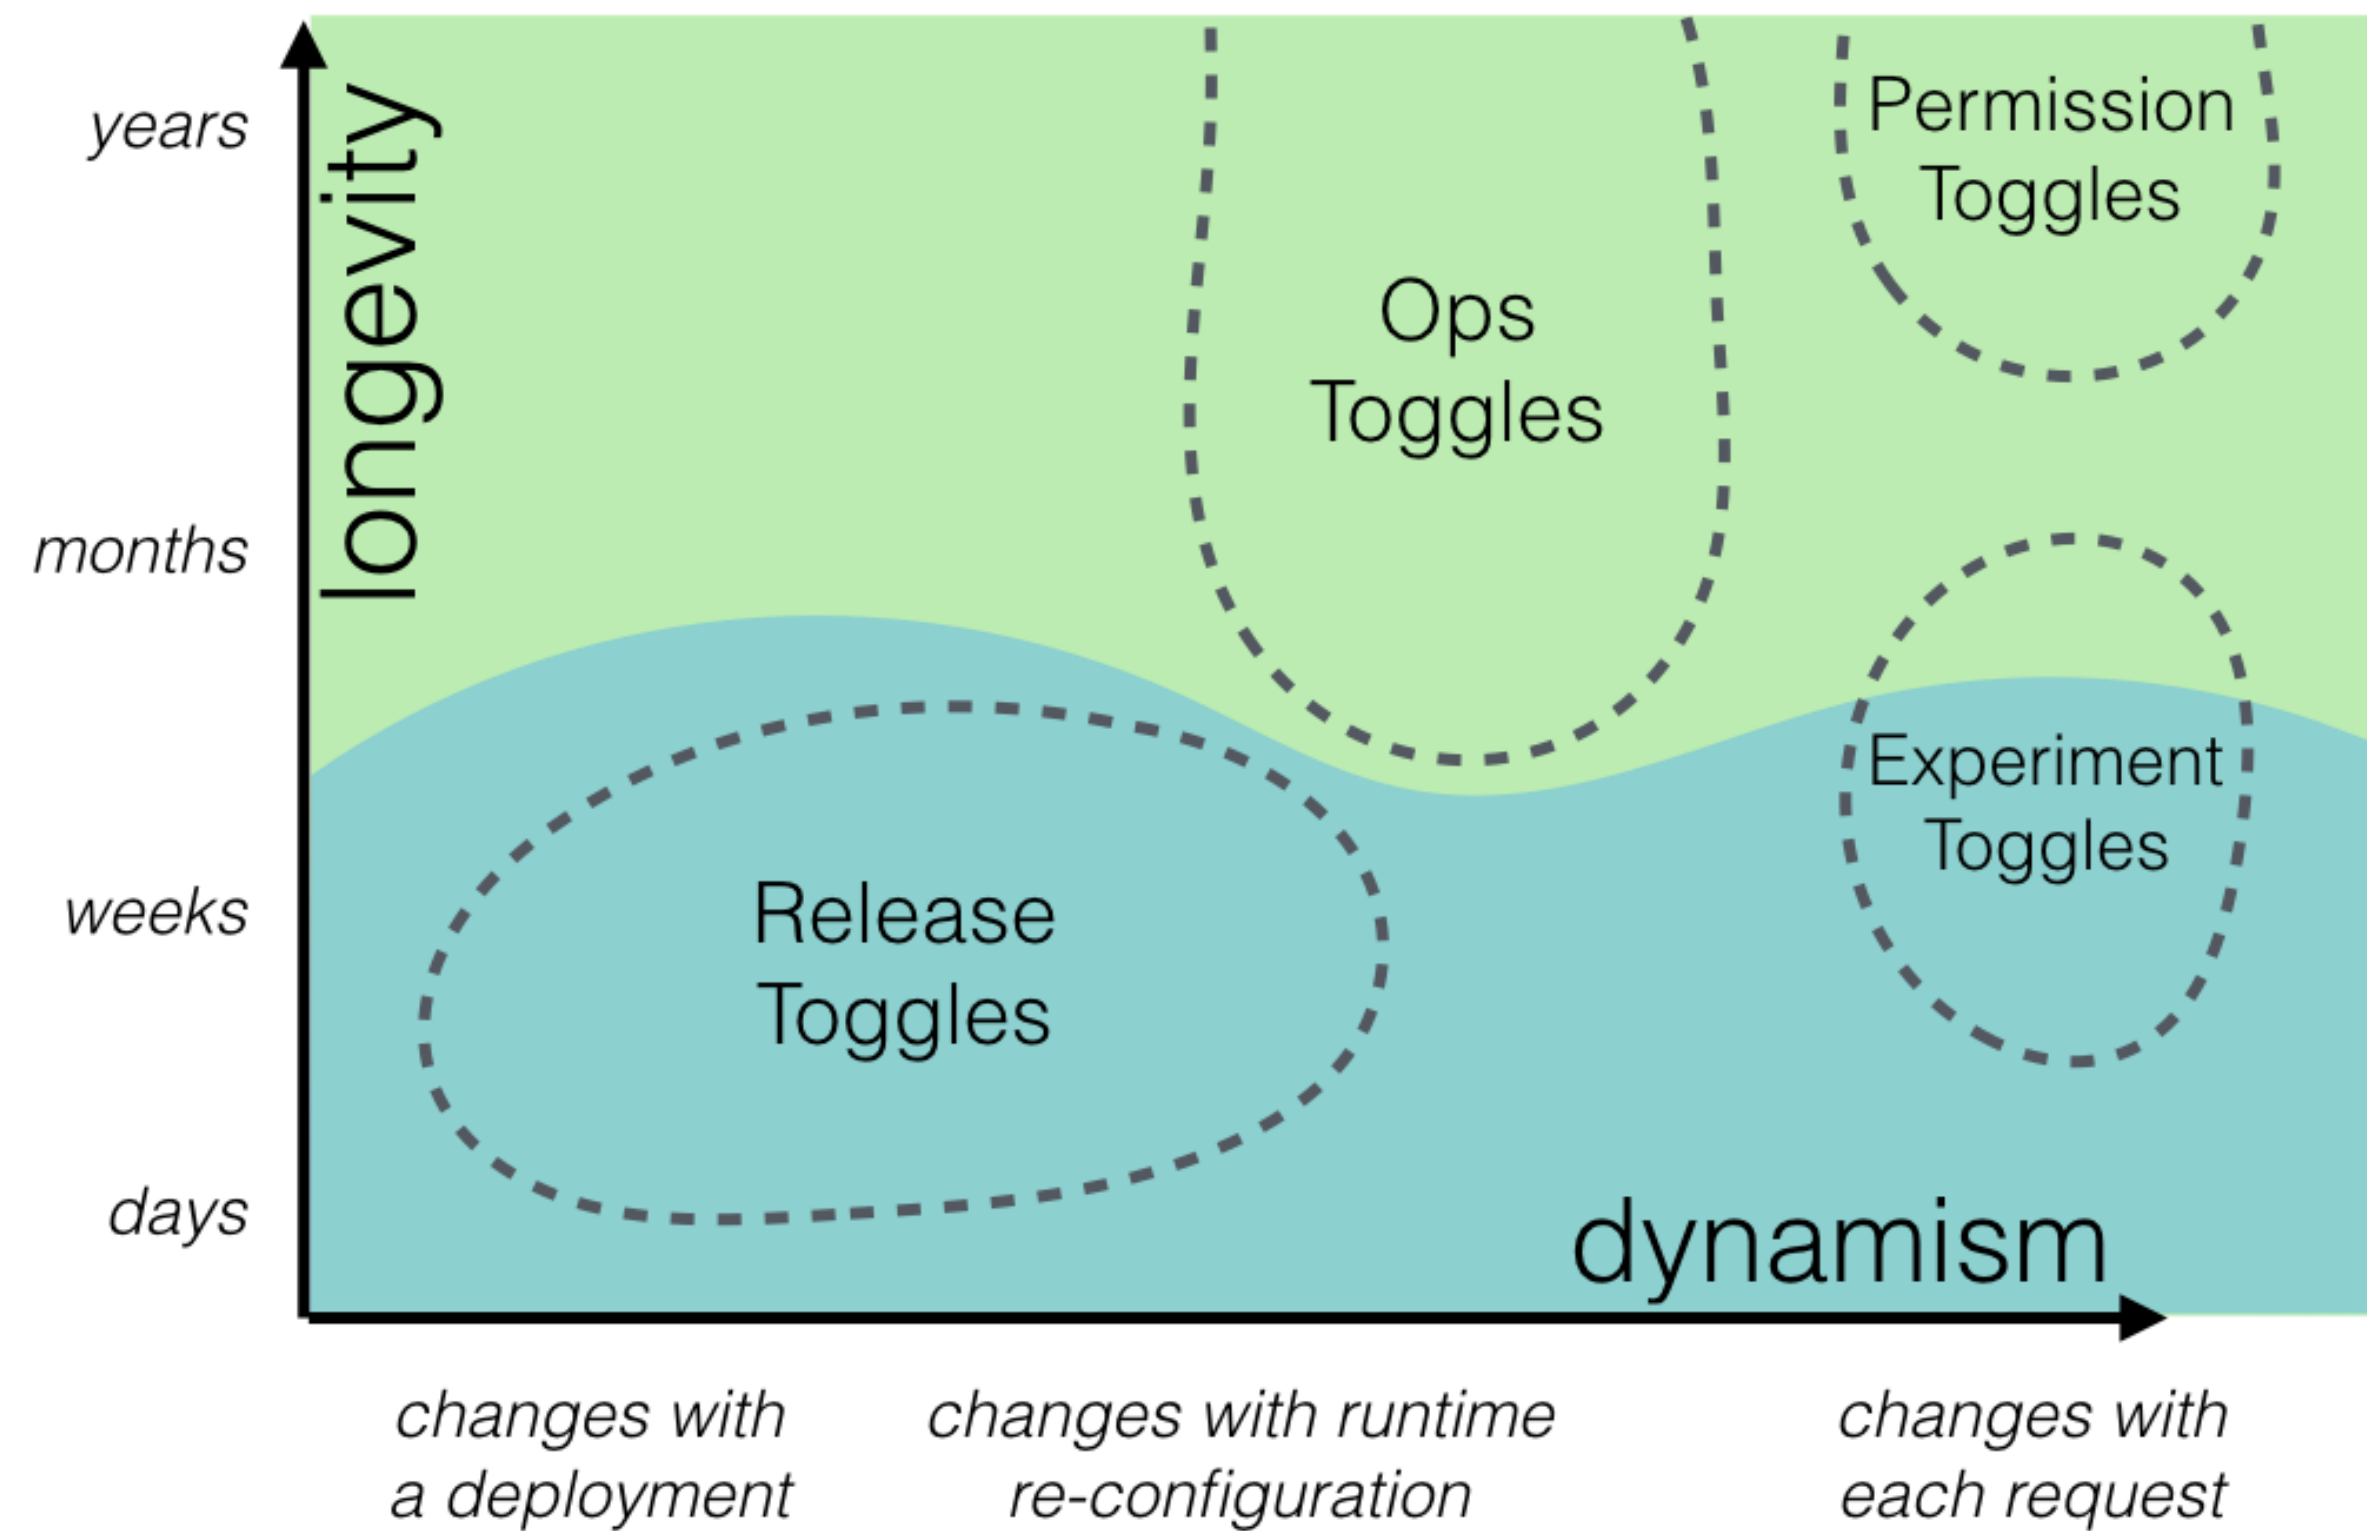 years
months
weeks
days
longevity
Permission
Toggles
Ops
Toggles
Experiment
Toggles
Release
Toggles
dynamism
changes with
a deployment
changes with runtime
re-configuration
changes with
each request